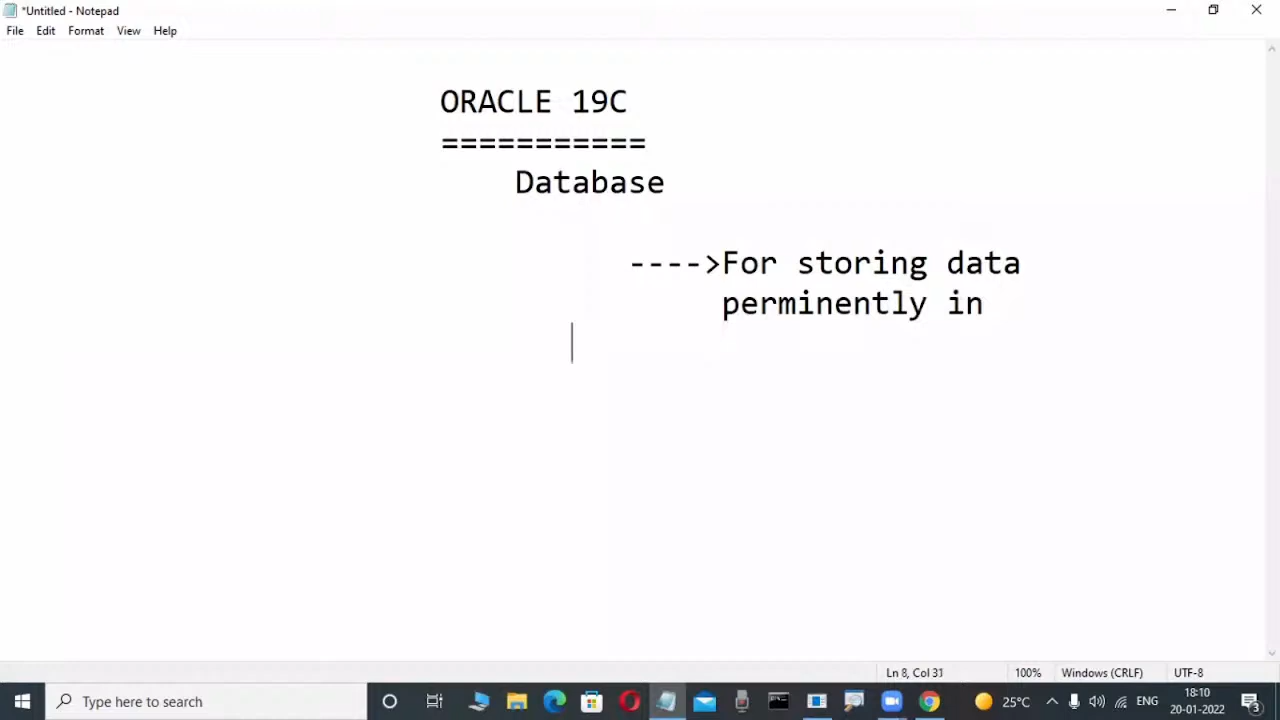 *Untitled - Notepad
File Edit Format View Help
ORACLE 19C
===========
Database
---->For storing data
perminently in
Ln 8, Col 31 100% Windows (CRLF) UTF-8
Type here to search
25°C ENG 18:10
20-01-2022 3